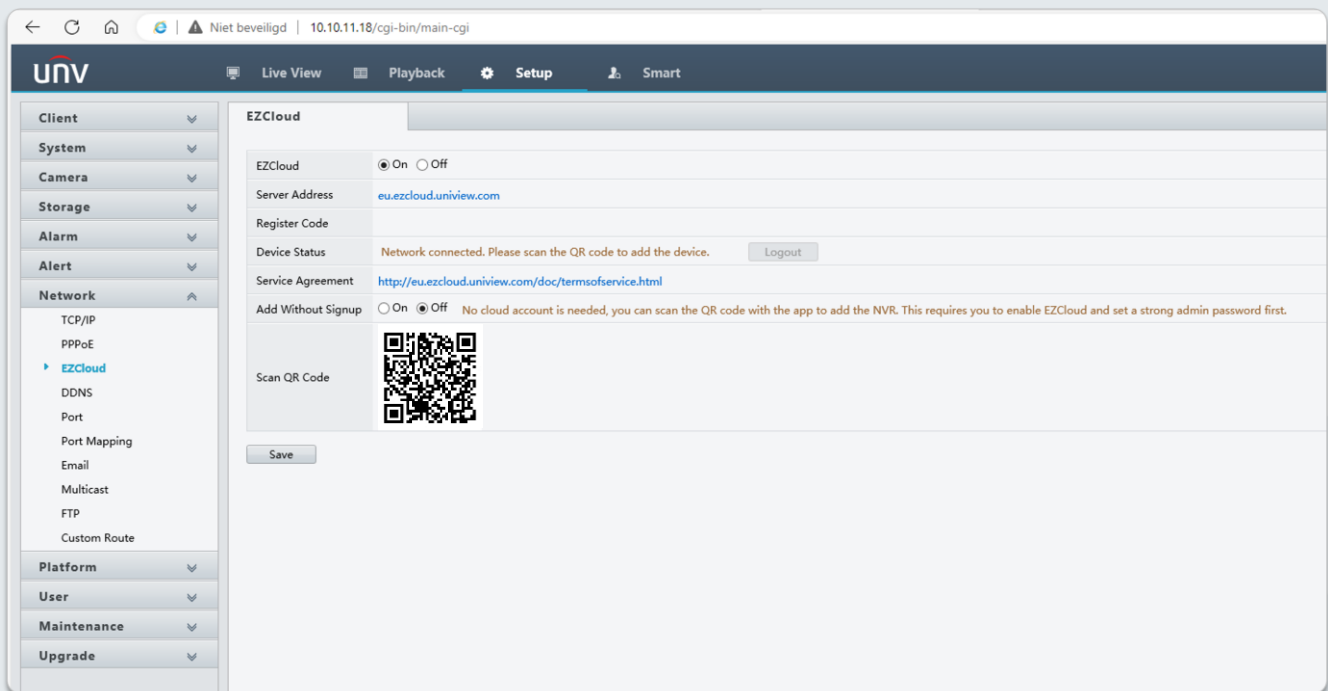 Niet beveiligd | 10.10.11.18/cgi-bin/main-cgi
unv Live View Playback Setup Smart
Client
System
Camera
Storage
Alarm
Alert
Network
TCP/IP
PPPoE
EZCloud
DDNS
Port
Port Mapping
Email
Multicast
FTP
Custom Route
Platform
User
Maintenance
Upgrade
EZCloud
EZCloud On Off
Server Address eu.ezcloud.uniview.com
Register Code
Device Status Network connected. Please scan the QR code to add the device. Logout
Service Agreement http://eu.ezcloud.uniview.com/doc/termsofservice.html
Add Without Signup On Off No cloud account is needed, you can scan the QR code with the app to add the NVR. This requires you to enable EZCloud and set a strong admin password first.
Scan QR Code
Save